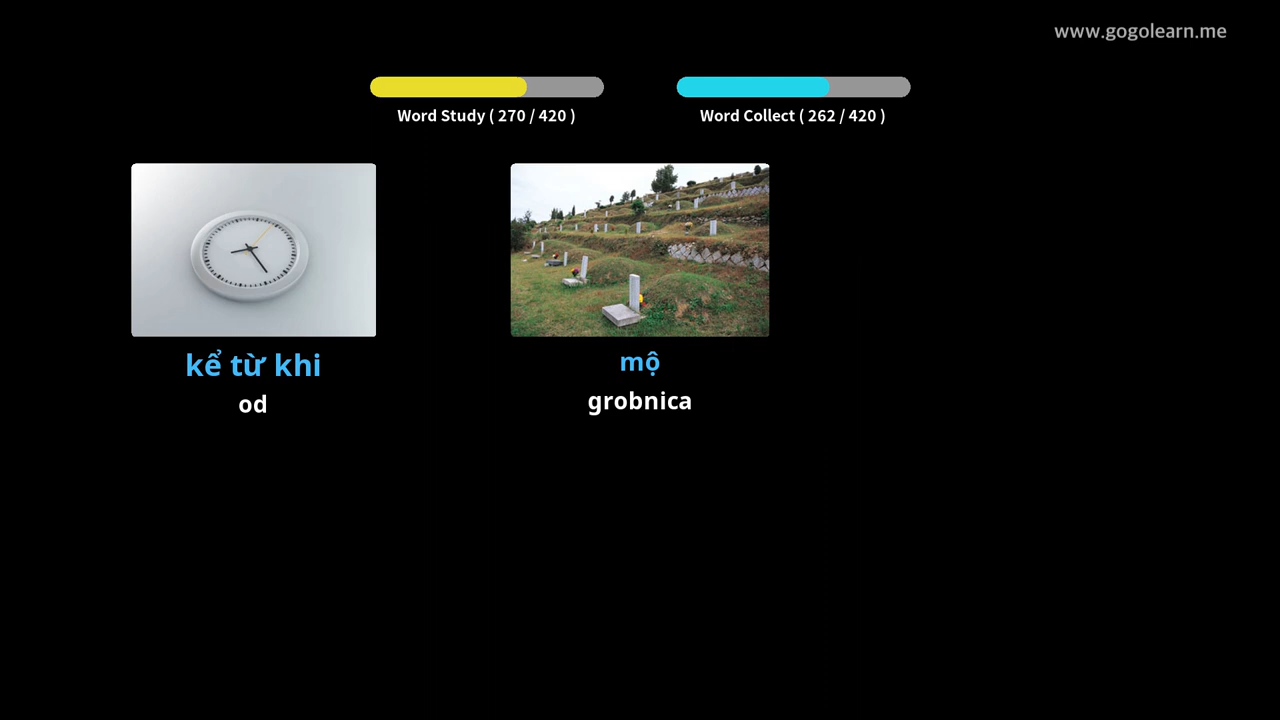 www.gogolearn.me
Word Study ( 270 / 420 )
Word Collect ( 262 / 420 )
kể từ khi
od
mộ
grobnica